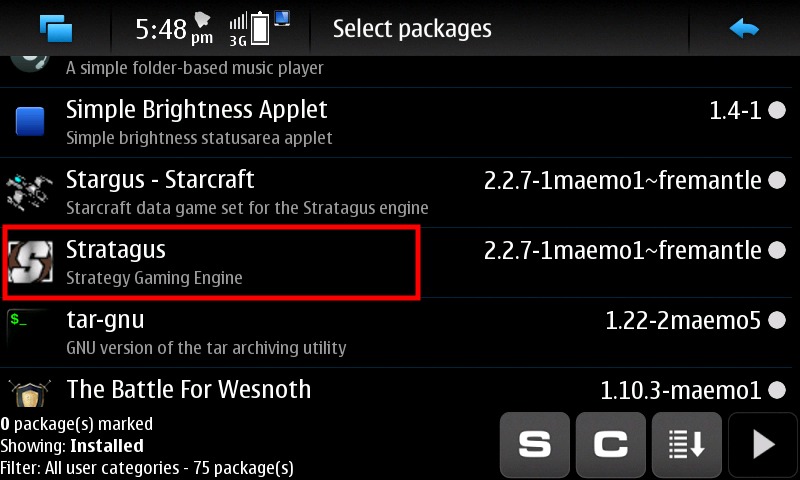 5:48 pm 3G Select packages
A simple folder-based music player
Simple Brightness Applet 1.4-1
Simple brightness statusarea applet
Stargus - Starcraft 2.2.7-1maemo1~fremantle
Starcraft data game set for the Stratagus engine
S
Stratagus 2.2.7-1maemo1~fremantle
Strategy Gaming Engine
$_
tar-gnu 1.22-2maemo5
GNU version of the tar archiving utility
The Battle For Wesnoth 1.10.3-maemo1
0 package(s) marked
Showing: Installed
Filter: All user categories - 75 package(s)
S C